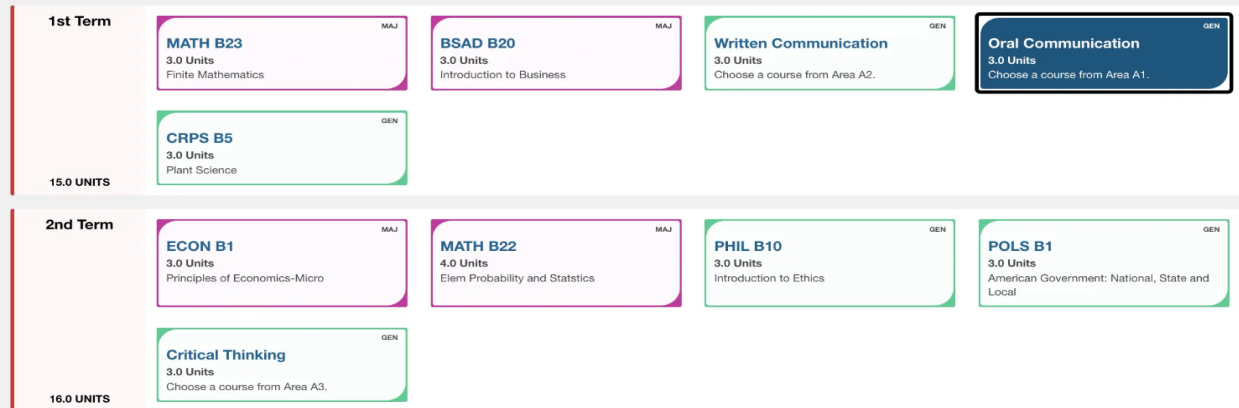 1st Term
MAJ
MATH B23
3.0 Units
Finite Mathematics
MAJ
BSAD B20
3.0 Units
Introduction to Business
GEN
Written Communication
3.0 Units
Choose a course from Area A2.
GEN
Oral Communication
3.0 Units
Choose a course from Area A1.
GEN
CRPS B5
3.0 Units
Plant Science
15.0 UNITS
2nd Term
MAJ
ECON B1
3.0 Units
Principles of Economics-Micro
MAJ
MATH B22
4.0 Units
Elem Probability and Statstics
GEN
PHIL B10
3.0 Units
Introduction to Ethics
GEN
POLS B1
3.0 Units
American Government: National, State and
Local
GEN
Critical Thinking
3.0 Units
Choose a course from Area A3.
16.0 UNITS